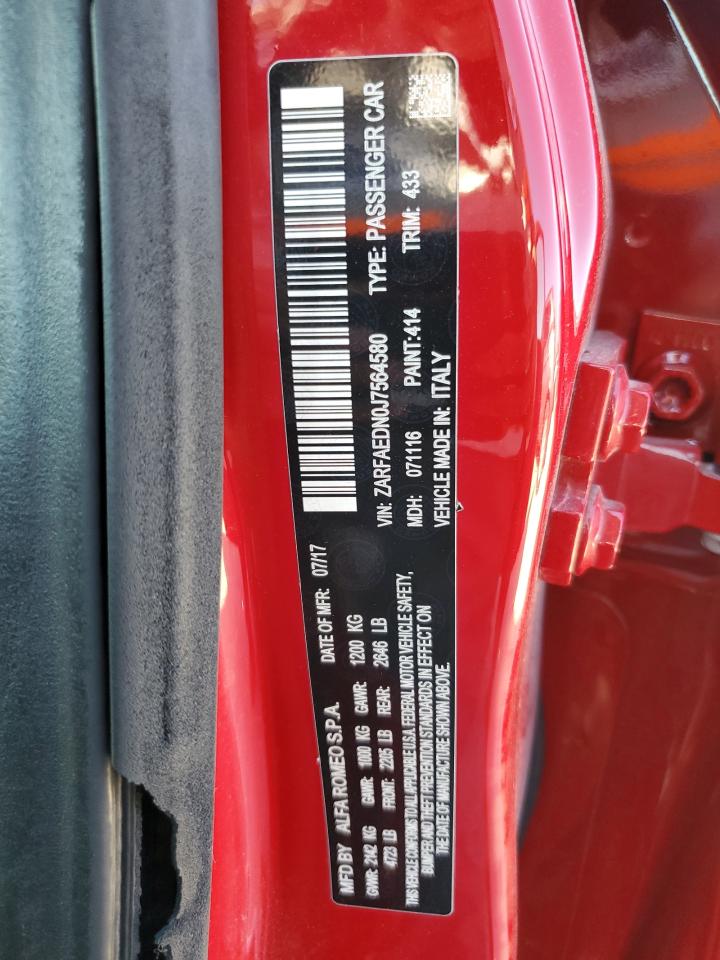 MFD BY ALFA ROMEO S.P.A. DATE OF MFR: 07/17
GVWR: 2142 KG GAWR: 1000 KG GAWR: 1200 KG
4723 LB FRONT: 2205 LB REAR: 2646 LB
THIS VEHICLE CONFORMS TO ALL APPLICABLE U.S.A. FEDERAL MOTOR VEHICLE SAFETY,
BUMPER AND THEFT PREVENTION STANDARDS IN EFFECT ON
THE DATE OF MANUFACTURE SHOWN ABOVE.
VIN: ZARFAEDN0J7564580 TYPE: PASSENGER CAR
MDH: 071116 PAINT:414 TRIM: 433
VEHICLE MADE IN: ITALY